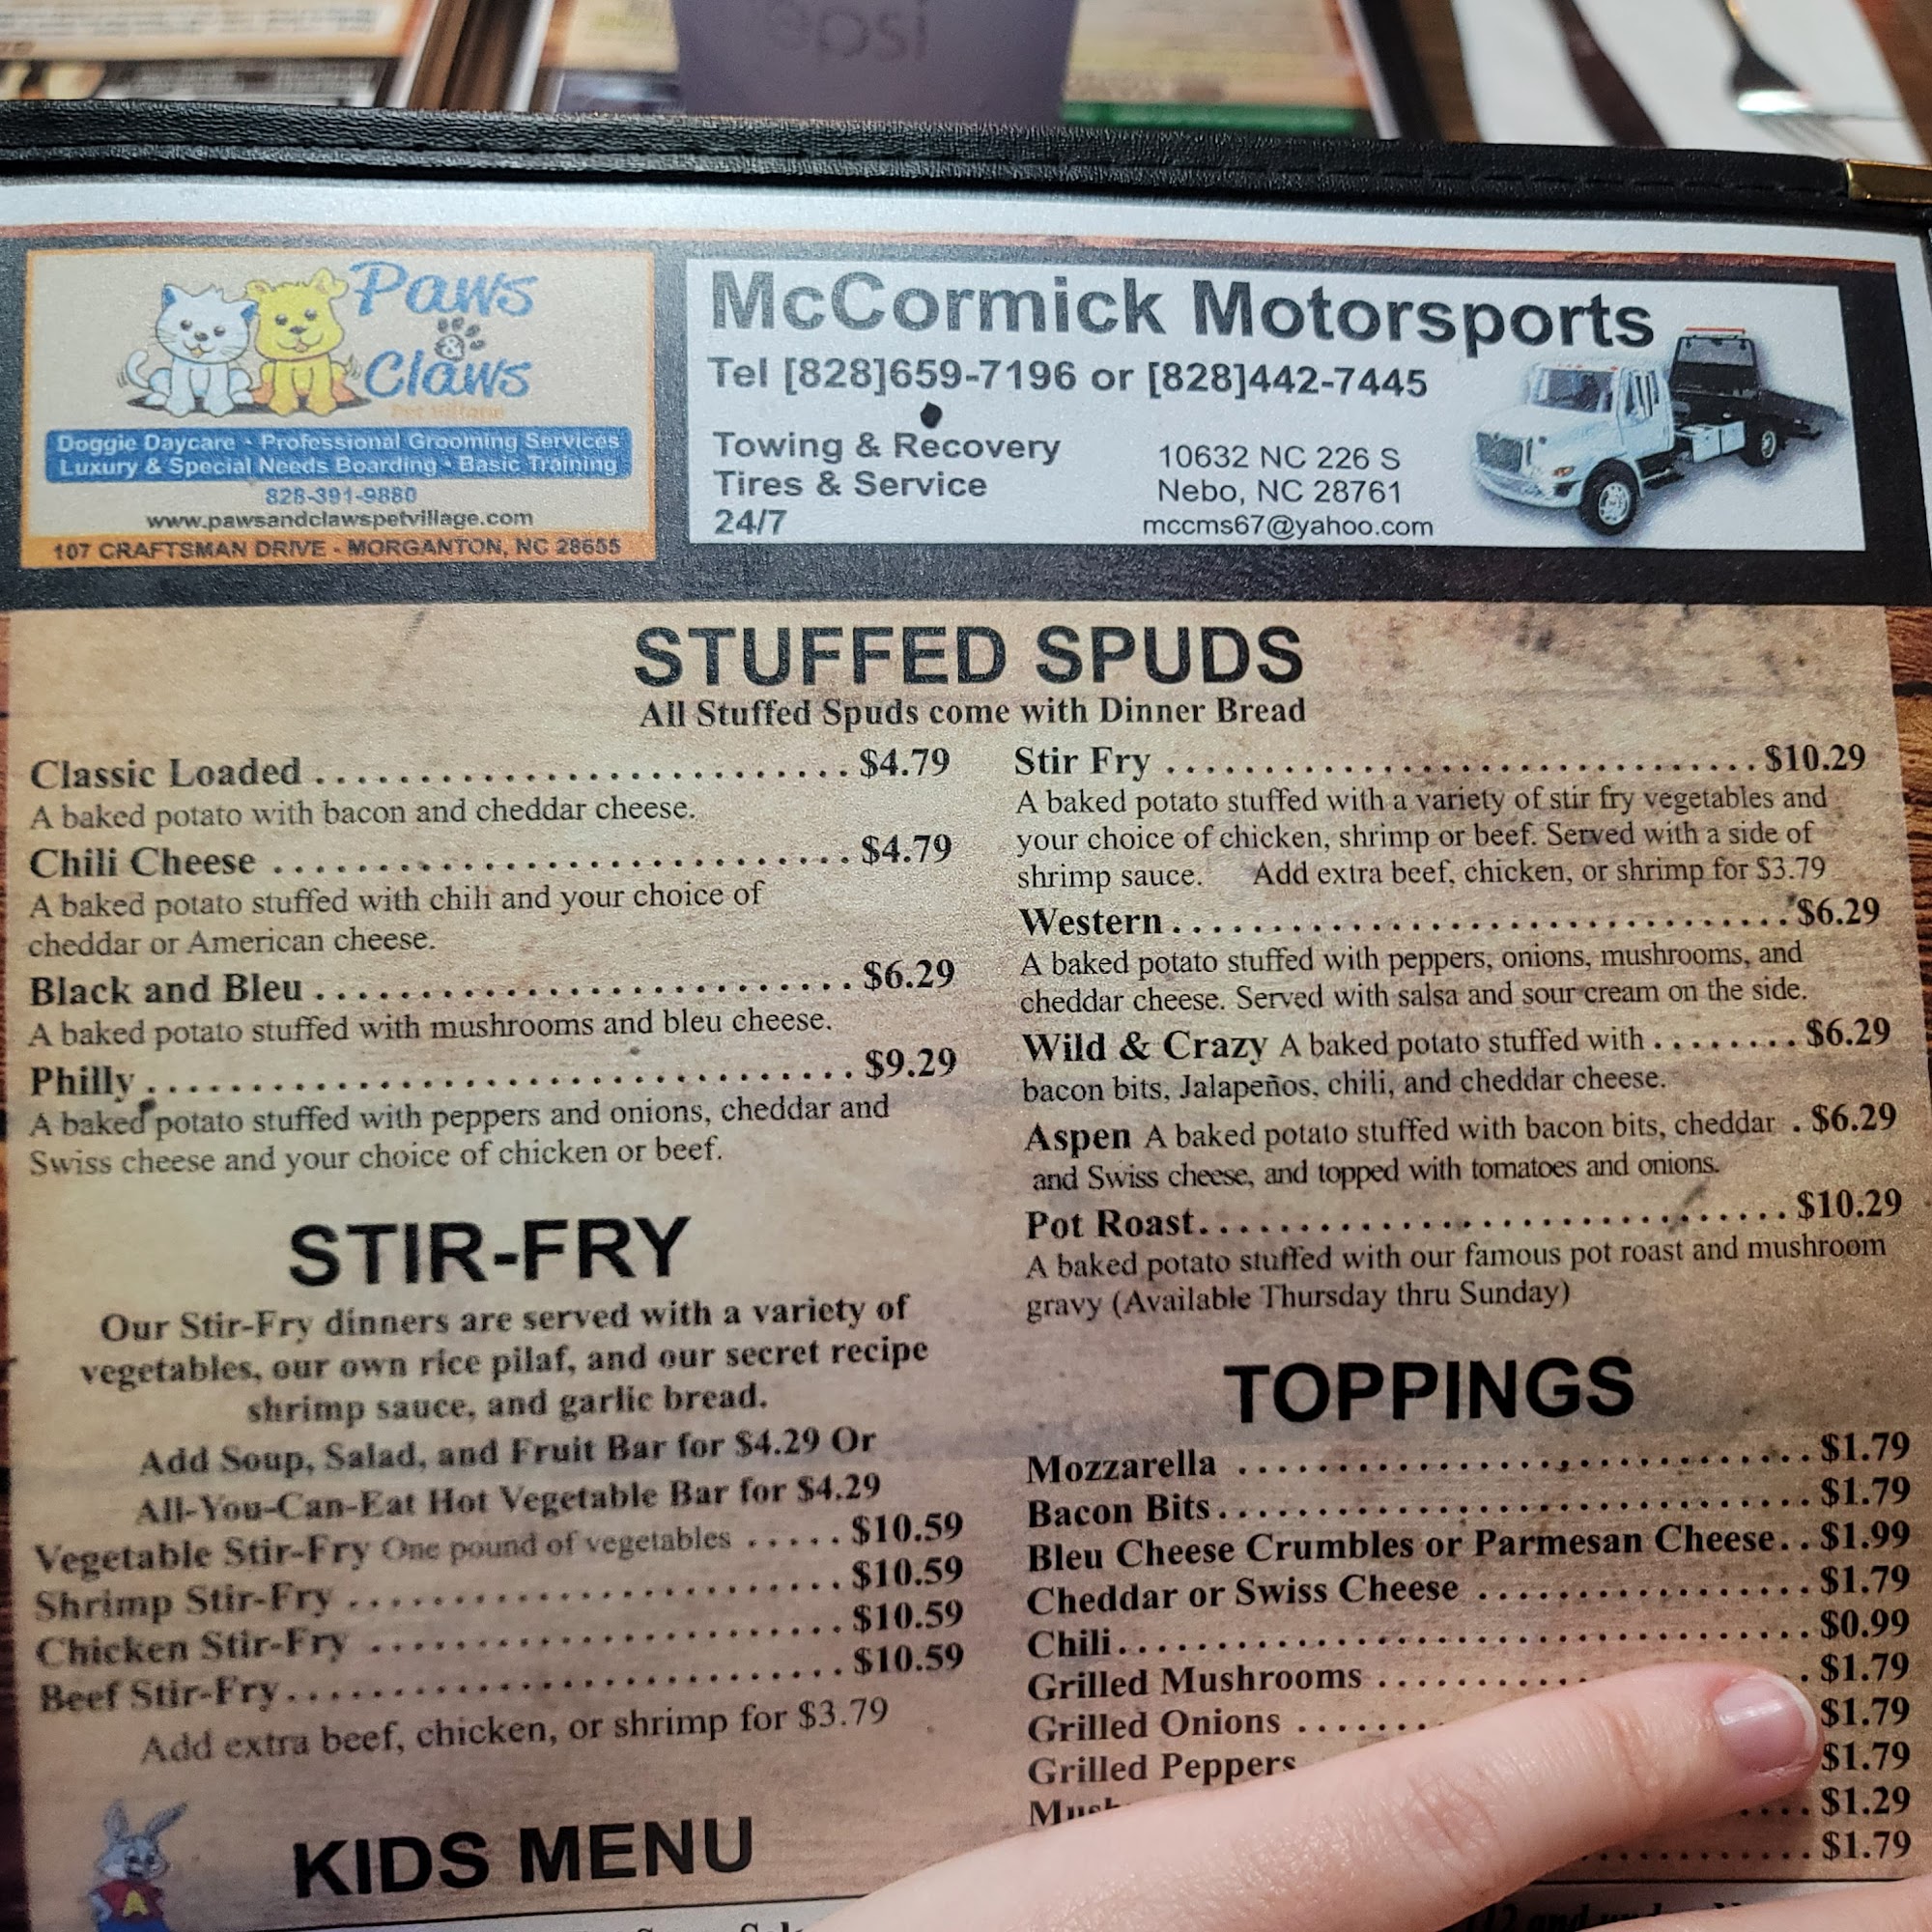 epsi
Paws
&
Claws
Pet Village
Doggie Daycare • Professional Grooming Services
Luxury & Special Needs Boarding • Basic Training
828-391-9880
www.pawsandclawspetvillage.com
107 CRAFTSMAN DRIVE - MORGANTON, NC 28655
McCormick Motorsports
Tel [828]659-7196 or [828]442-7445
Towing & Recovery
Tires & Service
24/7
10632 NC 226 S
Nebo, NC 28761
mccms67@yahoo.com
STUFFED SPUDS
All Stuffed Spuds come with Dinner Bread
Classic Loaded . . . . . . . . . . . . . . . . . . . . . . . . . . . $4.79
A baked potato with bacon and cheddar cheese.
Chili Cheese . . . . . . . . . . . . . . . . . . . . . . . . . . . . . $4.79
A baked potato stuffed with chili and your choice of
cheddar or American cheese.
Black and Bleu . . . . . . . . . . . . . . . . . . . . . . . . . . . $6.29
A baked potato stuffed with mushrooms and bleu cheese.
Philly . . . . . . . . . . . . . . . . . . . . . . . . . . . . . . . . . . . $9.29
A baked potato stuffed with peppers and onions, cheddar and
Swiss cheese and your choice of chicken or beef.
Stir Fry . . . . . . . . . . . . . . . . . . . . . . . . . . . . . . . . $10.29
A baked potato stuffed with a variety of stir fry vegetables and
your choice of chicken, shrimp or beef. Served with a side of
shrimp sauce. Add extra beef, chicken, or shrimp for $3.79
Western . . . . . . . . . . . . . . . . . . . . . . . . . . . . . . . . $6.29
A baked potato stuffed with peppers, onions, mushrooms, and
cheddar cheese. Served with salsa and sour cream on the side.
Wild & Crazy A baked potato stuffed with . . . . . . . . $6.29
bacon bits, Jalapeños, chili, and cheddar cheese.
Aspen A baked potato stuffed with bacon bits, cheddar . $6.29
and Swiss cheese, and topped with tomatoes and onions.
Pot Roast . . . . . . . . . . . . . . . . . . . . . . . . . . . . . . . $10.29
A baked potato stuffed with our famous pot roast and mushroom
gravy (Available Thursday thru Sunday)
STIR-FRY
Our Stir-Fry dinners are served with a variety of
vegetables, our own rice pilaf, and our secret recipe
shrimp sauce, and garlic bread.
Add Soup, Salad, and Fruit Bar for $4.29 Or
All-You-Can-Eat Hot Vegetable Bar for $4.29
Vegetable Stir-Fry One pound of vegetables . . . . . $10.59
Shrimp Stir-Fry . . . . . . . . . . . . . . . . . . . . . . . . . $10.59
Chicken Stir-Fry . . . . . . . . . . . . . . . . . . . . . . . . $10.59
Beef Stir-Fry . . . . . . . . . . . . . . . . . . . . . . . . . . . . $10.59
Add extra beef, chicken, or shrimp for $3.79
TOPPINGS
Mozzarella . . . . . . . . . . . . . . . . . . . . . . . . . . . . . . $1.79
Bacon Bits . . . . . . . . . . . . . . . . . . . . . . . . . . . . . . . $1.79
Bleu Cheese Crumbles or Parmesan Cheese . . $1.99
Cheddar or Swiss Cheese . . . . . . . . . . . . . . . . . $1.79
Chili . . . . . . . . . . . . . . . . . . . . . . . . . . . . . . . . . . . . $0.99
Grilled Mushrooms . . . . . . . . . . . . $1.79
Grilled Onions . . . . . . . $1.79
Grilled Peppers $1.79
. . . . $1.29
. . . . . . . . . . . $1.79
KIDS MENU
A
12 and under